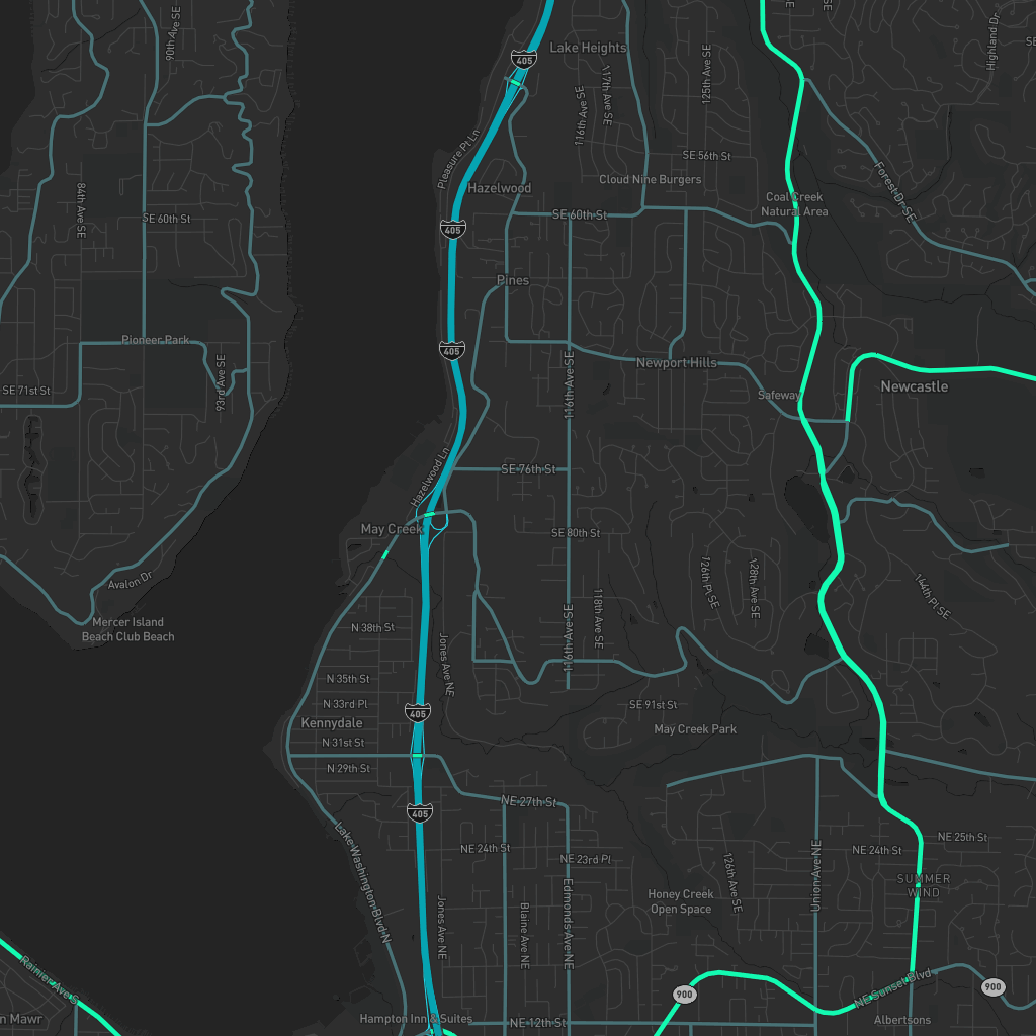 90th Ave SE
SE
Highland Dr
Lake Heights
405
117th Ave SE
125th Ave SE
116th Ave SE
Pleasure Pt Ln
SE 56th St
Forest Dr SE
Cloud Nine Burgers
Hazelwood
84th Ave SE
Coal Creek
Natural Area
SE 60th St
SE 60th St
405
Pines
Pioneer Park
405
93rd Ave SE
Newport Hills
116th Ave SE
SE 71st St
Newcastle
Safeway
Hazelwood Ln
SE 76th St
May Creek
SE 80th St
126th Pl SE
128th Ave SE
Avalon Dr
144th Pl SE
118th Ave SE
Mercer Island
Beach Club Beach
N 38th St
116th Ave SE
Jones Ave NE
N 35th St
N 33rd Pl
SE 91st St
405
Kennydale
May Creek Park
N 31st St
N 29th St
NE 27th St
405
NE 25th St
NE 24th St
NE 24th St
NE 23rd Pl
Lake Washington Blvd N
126th Ave SE
Union Ave NE
SUMMER
WIND
Honey Creek
Open Space
Jones Ave NE
Blaine Ave NE
Edmonds Ave NE
Rainier Ave S
NE Sunset Blvd
900
900
n Mawr
Hampton Inn & Suites
NE 12th St
Albertsons